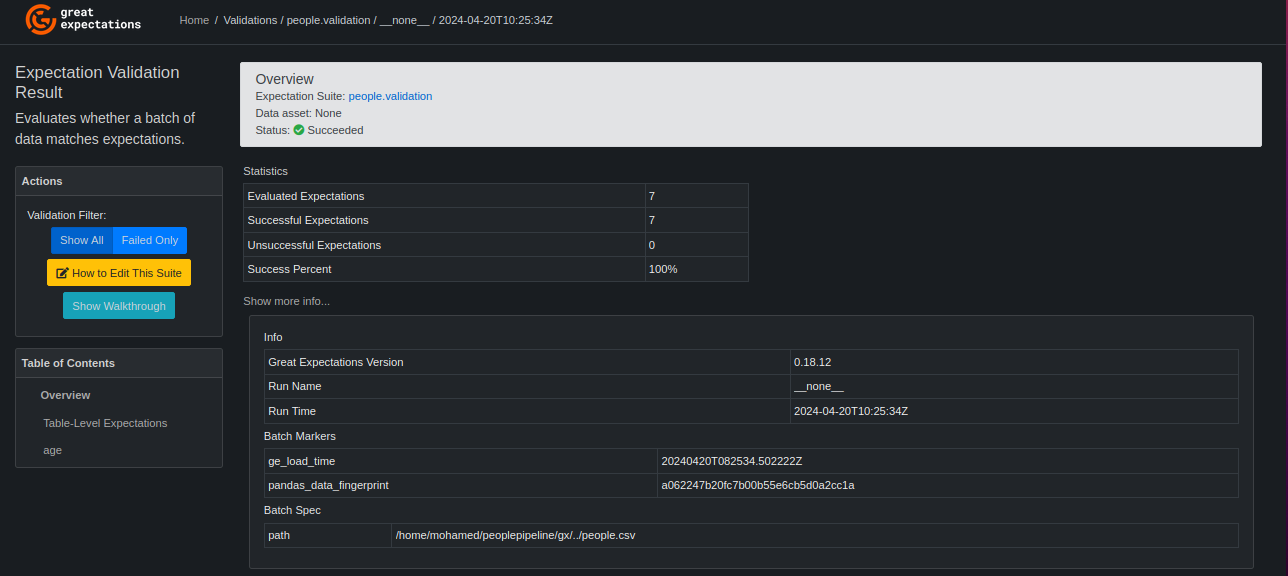 great
expectations
Home / Validations / people.validation / __none__ / 2024-04-20T10:25:34Z
Expectation Validation
Result
Evaluates whether a batch of
data matches expectations.
Actions
Validation Filter:
Show All Failed Only
How to Edit This Suite
Show Walkthrough
Table of Contents
Overview
Table-Level Expectations
age
Overview
Expectation Suite: people.validation
Data asset: None
Status: Succeeded
Statistics
Evaluated Expectations 7
Successful Expectations 7
Unsuccessful Expectations 0
Success Percent 100%
Show more info...
Info
Great Expectations Version 0.18.12
Run Name __none__
Run Time 2024-04-20T10:25:34Z
Batch Markers
ge_load_time 20240420T082534.502222Z
pandas_data_fingerprint a062247b20fc7b00b55e6cb5d0a2cc1a
Batch Spec
path /home/mohamed/peoplepipeline/gx/../people.csv